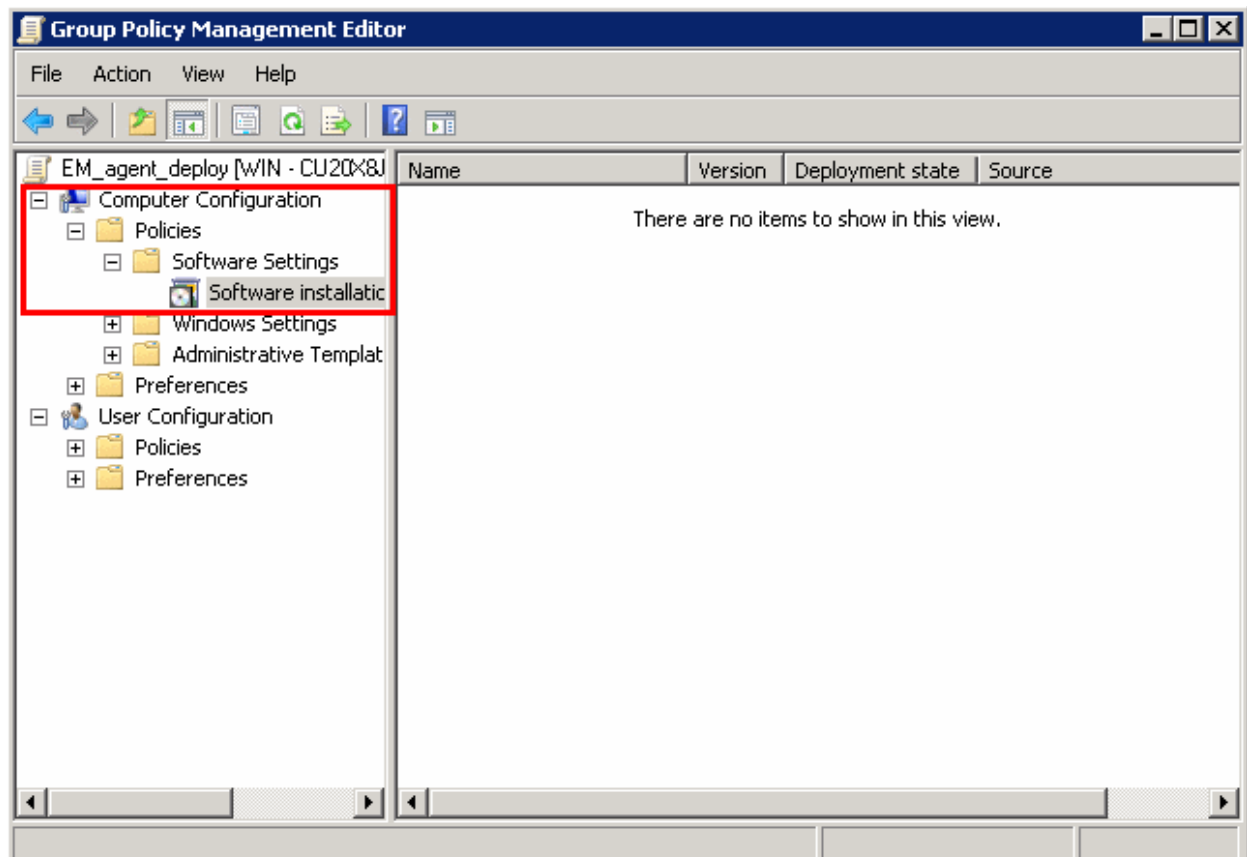 Group Policy Management Editor
File Action View Help
EM_agent_deploy [WIN - CU20X8J
Name Version Deployment state Source
Computer Configuration
There are no items to show in this view.
Policies
Software Settings
Software installatic
Windows Settings
Administrative Templat
Preferences
User Configuration
Policies
Preferences